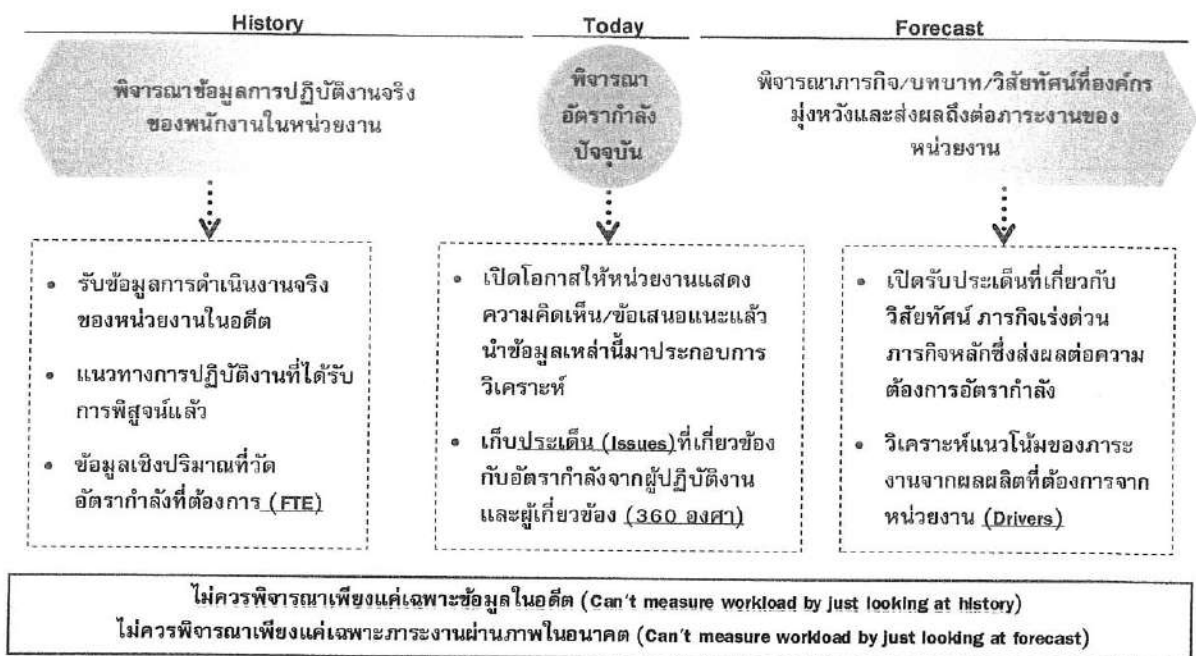 History
Today
Forecast
พิจารณาข้อมูลการปฏิบัติงานจริง
ของพนักงานในหน่วยงาน
พิจารณา
อัตรากำลัง
ปัจจุบัน
พิจารณาภารกิจ/บทบาท/วิสัยทัศน์ที่องค์กร
มุ่งหวังและส่งผลถึงต่อภาระงานของ
หน่วยงาน
• รับข้อมูลการดำเนินงานจริง
ของหน่วยงานในอดีต
• แนวทางการปฏิบัติงานที่ได้รับ
การพิสูจน์แล้ว
• ข้อมูลเชิงปริมาณที่วัด
อัตรากำลังที่ต้องการ (FTE)
• เปิดโอกาสให้หน่วยงานแสดง
ความคิดเห็น/ข้อเสนอแนะแล้ว
นำข้อมูลเหล่านี้มาประกอบการ
วิเคราะห์
• เก็บประเด็น (Issues)ที่เกี่ยวข้อง
กับอัตรากำลังจากผู้ปฏิบัติงาน
และผู้เกี่ยวข้อง (360 องศา)
• เปิดรับประเด็นที่เกี่ยวกับ
วิสัยทัศน์ ภารกิจเร่งด่วน
ภารกิจหลักซึ่งส่งผลต่อความ
ต้องการอัตรากำลัง
• วิเคราะห์แนวโน้มของภาระ
งานจากผลผลิตที่ต้องการจาก
หน่วยงาน (Drivers)
ไม่ควรพิจารณาเพียงแค่เฉพาะข้อมูลในอดีต (Can't measure workload by just looking at history)
ไม่ควรพิจารณาเพียงแค่เฉพาะภาระงานผ่านภาพในอนาคต (Can't measure workload by just looking at forecast)